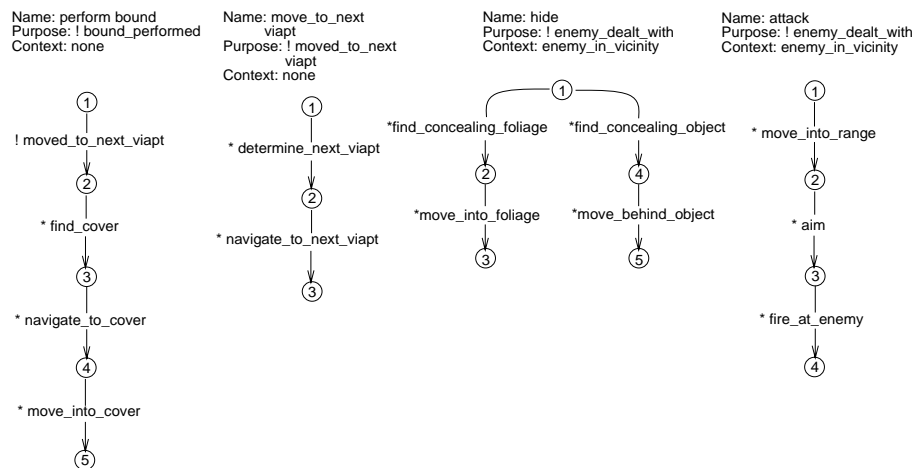 Name: perform bound
Purpose: ! bound_performed
Context: none
1
! moved_to_next_viapt
2
* find_cover
3
* navigate_to_cover
4
* move_into_cover
5
Name: move_to_next
viapt
Purpose: ! moved_to_next
viapt
Context: none
1
* determine_next_viapt
2
* navigate_to_next_viapt
3
Name: hide
Purpose: ! enemy_dealt_with
Context: enemy_in_vicinity
1
*find_concealing_foliage
2
*move_into_foliage
3
*find_concealing_object
4
*move_behind_object
5
Name: attack
Purpose: ! enemy_dealt_with
Context: enemy_in_vicinity
1
* move_into_range
2
* aim
3
* fire_at_enemy
4